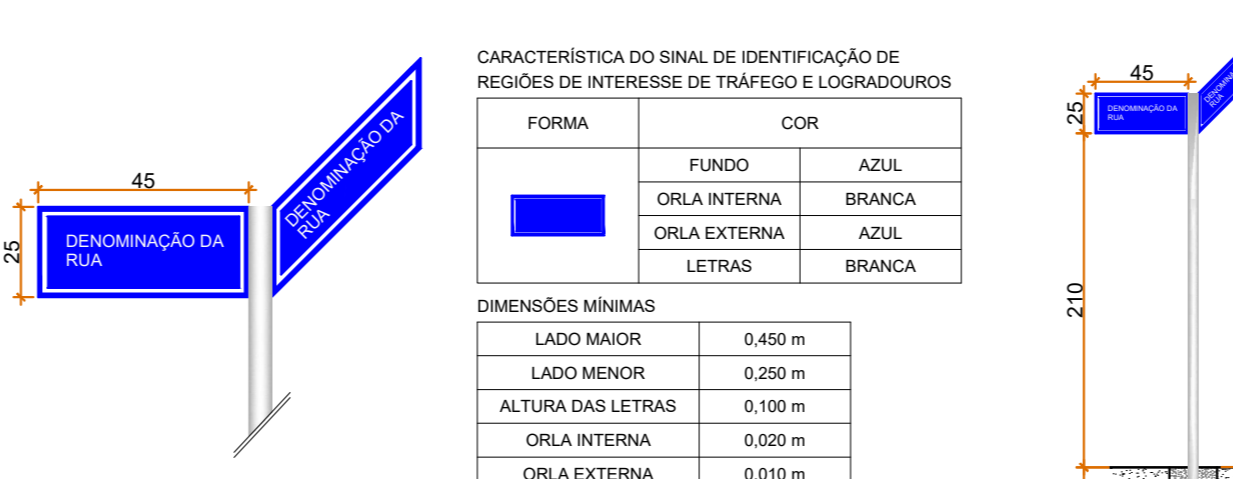 45
25
DENOMINAÇÃO DA
RUA
DENOMINAÇÃO DA
RUA
CARACTERÍSTICA DO SINAL DE IDENTIFICAÇÃO DE
REGIÕES DE INTERESSE DE TRÁFEGO E LOGRADOUROS
FORMA COR
FUNDO AZUL
ORLA INTERNA BRANCA
ORLA EXTERNA AZUL
LETRAS BRANCA
DIMENSÕES MÍNIMAS
LADO MAIOR 0,450 m
LADO MENOR 0,250 m
ALTURA DAS LETRAS 0,100 m
ORLA INTERNA 0,020 m
ORLA EXTERNA 0,010 m
45
25
DENOMINAÇÃO DA
RUA
RUA
210